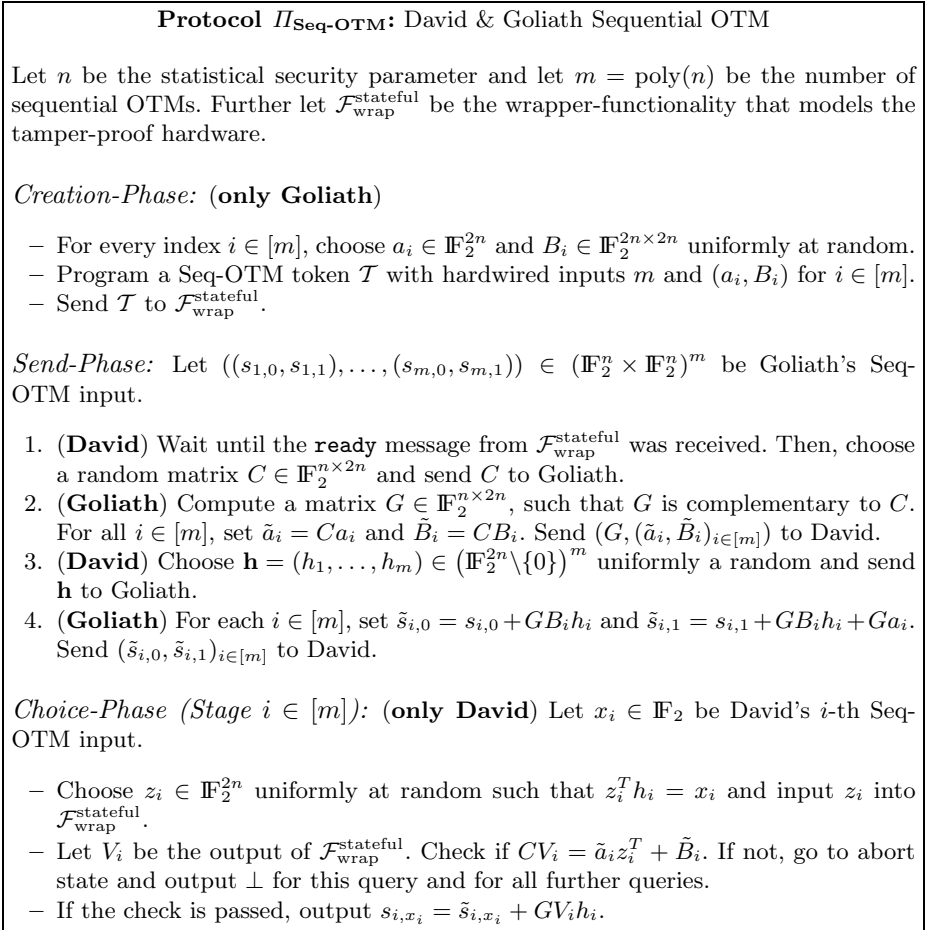 Protocol Π_Seq-OTM: David & Goliath Sequential OTM
Let n be the statistical security parameter and let m = poly(n) be the number of
sequential OTMs. Further let F_wrap^stateful be the wrapper-functionality that models the
tamper-proof hardware.
Creation-Phase: (only Goliath)
– For every index i ∈ [m], choose a_i ∈ 𝔽_2^{2n} and B_i ∈ 𝔽_2^{2n×2n} uniformly at random.
– Program a Seq-OTM token 𝒯 with hardwired inputs m and (a_i, B_i) for i ∈ [m].
– Send 𝒯 to F_wrap^stateful.
Send-Phase: Let ((s_{1,0}, s_{1,1}), . . . , (s_{m,0}, s_{m,1})) ∈ (𝔽_2^n × 𝔽_2^n)^m be Goliath's Seq-
OTM input.
1. (David) Wait until the ready message from F_wrap^stateful was received. Then, choose
a random matrix C ∈ 𝔽_2^{n×2n} and send C to Goliath.
2. (Goliath) Compute a matrix G ∈ 𝔽_2^{n×2n}, such that G is complementary to C.
For all i ∈ [m], set ã_i = Ca_i and B̃_i = CB_i. Send (G, (ã_i, B̃_i)_{i∈[m]}) to David.
3. (David) Choose h = (h_1, . . . , h_m) ∈ (𝔽_2^{2n}\{0})^m uniformly a random and send
h to Goliath.
4. (Goliath) For each i ∈ [m], set s̃_{i,0} = s_{i,0} + GB_ih_i and s̃_{i,1} = s_{i,1} + GB_ih_i + Ga_i.
Send (s̃_{i,0}, s̃_{i,1})_{i∈[m]} to David.
Choice-Phase (Stage i ∈ [m]): (only David) Let x_i ∈ 𝔽_2 be David's i-th Seq-
OTM input.
– Choose z_i ∈ 𝔽_2^{2n} uniformly at random such that z_i^T h_i = x_i and input z_i into
F_wrap^stateful.
– Let V_i be the output of F_wrap^stateful. Check if CV_i = ã_i z_i^T + B̃_i. If not, go to abort
state and output ⊥ for this query and for all further queries.
– If the check is passed, output s_{i,x_i} = s̃_{i,x_i} + GV_ih_i.